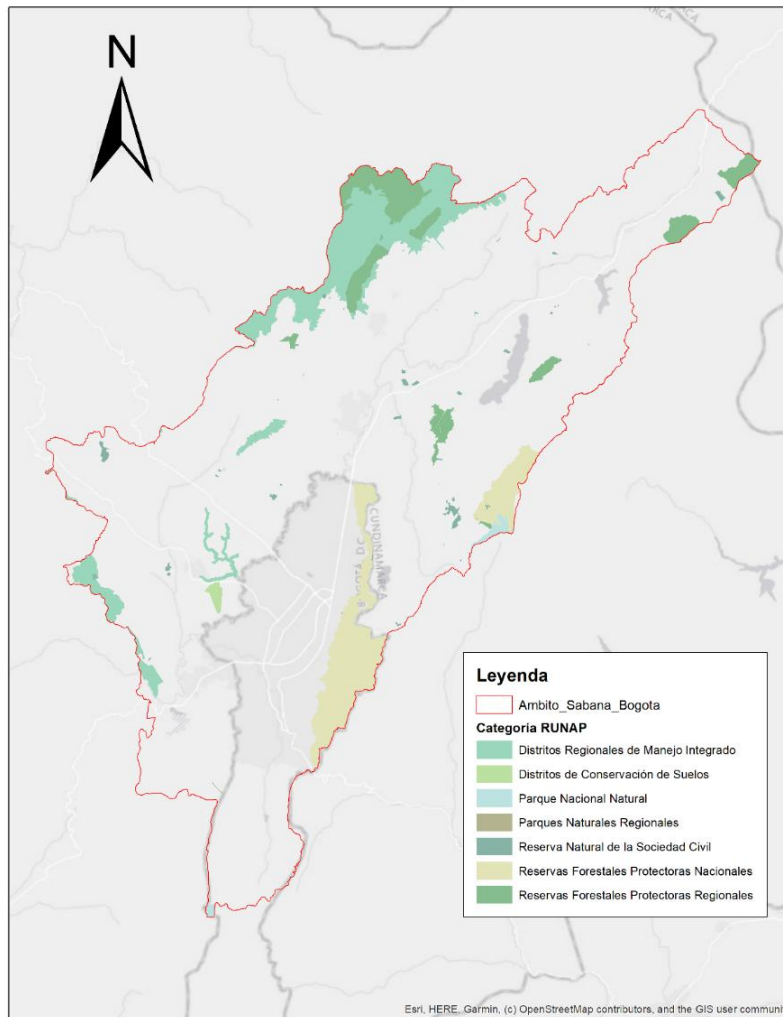 N
CUNDINAMARCA
BOGOTÁ D.C.
Leyenda
Ambito_Sabana_Bogota
Categoría RUNAP
Distritos Regionales de Manejo Integrado
Distritos de Conservación de Suelos
Parque Nacional Natural
Parques Naturales Regionales
Reserva Natural de la Sociedad Civil
Reservas Forestales Protectoras Nacionales
Reservas Forestales Protectoras Regionales
Esri, HERE, Garmin, (c) OpenStreetMap contributors, and the GIS user communi